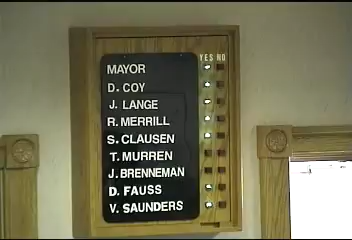 YES NO
MAYOR
D. COY
J. LANGE
R. MERRILL
S. CLAUSEN
T. MURREN
J. BRENNEMAN
D. FAUSS
V. SAUNDERS